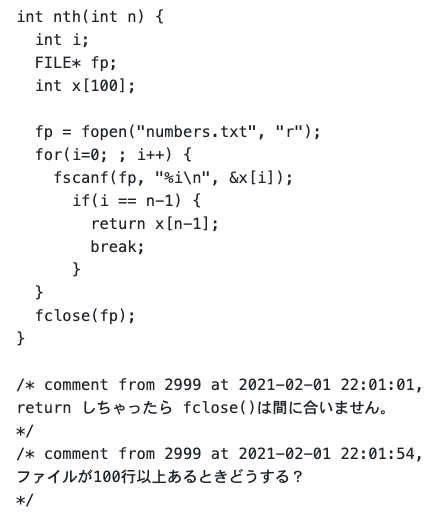 int nth(int n) {
  int i;
  FILE* fp;
  int x[100];

  fp = fopen("numbers.txt", "r");
  for(i=0; ; i++) {
    fscanf(fp, "%i\n", &x[i]);
      if(i == n-1) {
        return x[n-1];
        break;
      }
  }
  fclose(fp);
}

/* comment from 2999 at 2021-02-01 22:01:01,
return しちゃったら fclose()は間に合いません。
*/
/* comment from 2999 at 2021-02-01 22:01:54,
ファイルが100行以上あるときどうする？
*/